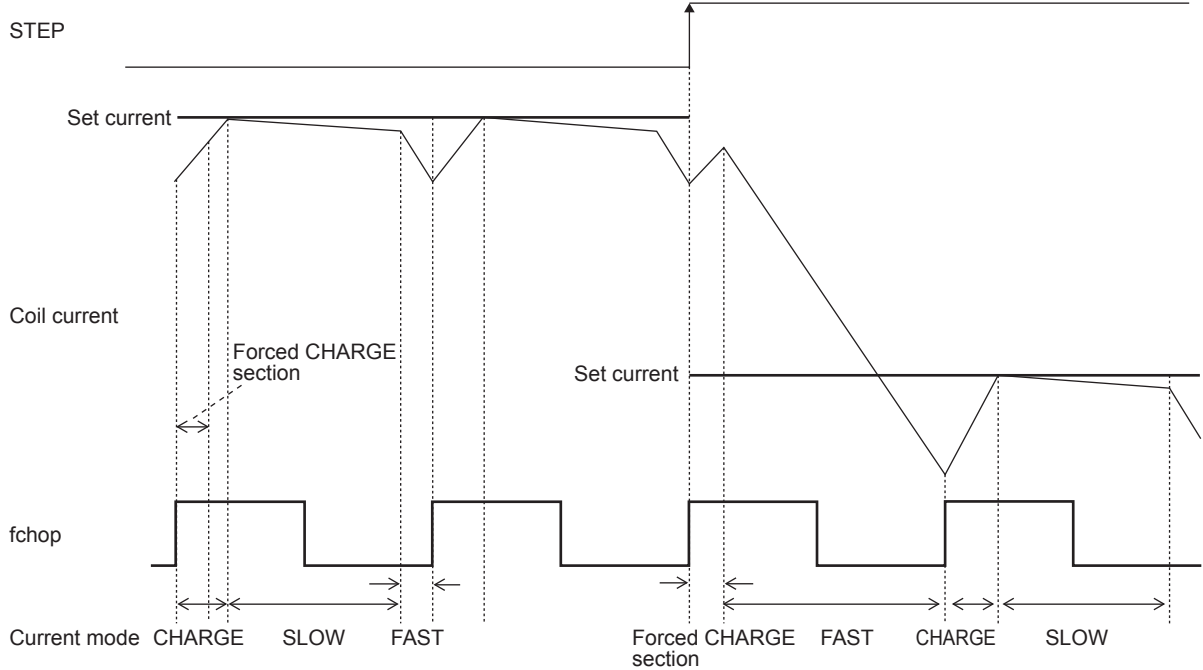 STEP
Set current
Coil current
Forced CHARGE
section
Set current
fchop
Current mode CHARGE SLOW FAST Forced CHARGE FAST CHARGE SLOW
section